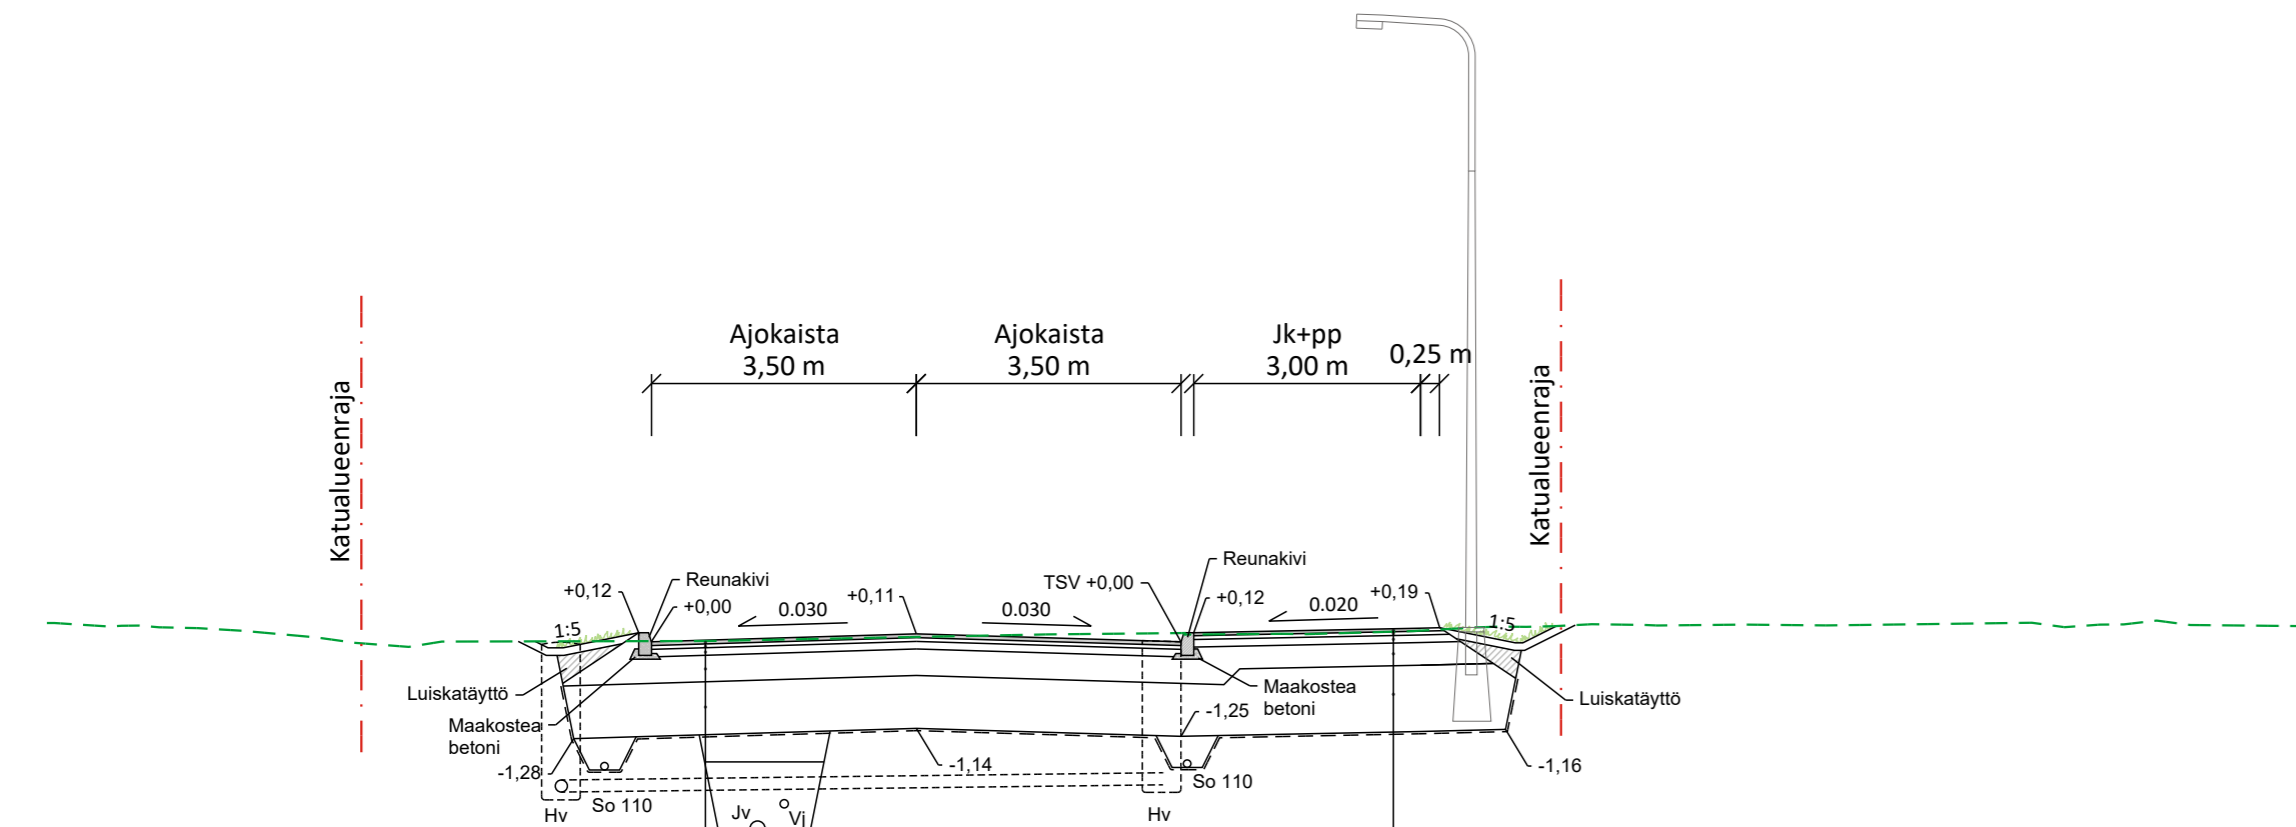 Ajokaista
3,50 m
Ajokaista
3,50 m
Jk+pp
3,00 m
0,25 m
Katualueenraja
Katualueenraja
+0,12
Reunakivi
+0,00
0.030
+0,11
0.030
TSV +0,00
Reunakivi
+0,12
0.020
+0,19
1:5
1:5
Luiskatäyttö
Maakostea
betoni
-1,28
So 110
Hv
Jv
Vj
-1,14
-1,25
Maakostea
betoni
So 110
Hv
Luiskatäyttö
-1,16